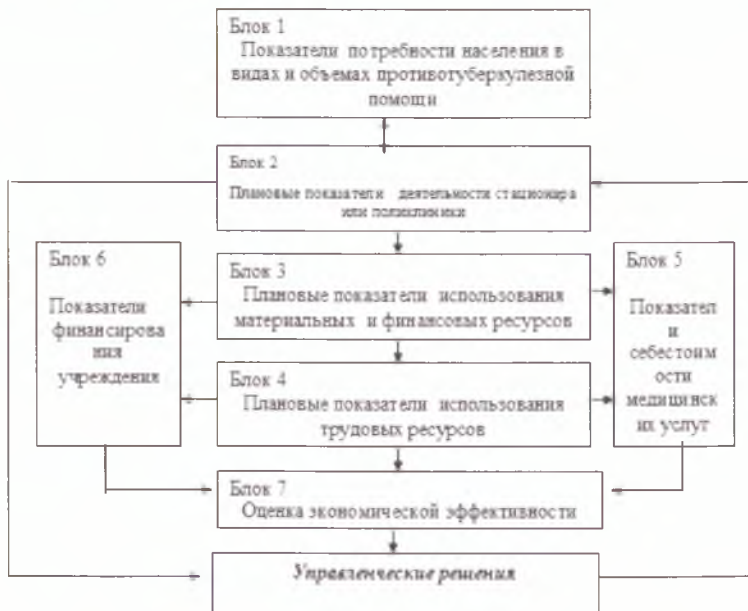 Блок 1
Показатели потребности населения в
видах и объемах противотуберкулезной
помощи
Блок 2
Плановые показатели деятельности стационара
или поликлиники
Блок 6
Показатели
финансирова
ния
учреждения
Блок 3
Плановые показатели использования
материальных и финансовых ресурсов
Блок 5
Показател
и
себестоим
ости
медицинск
их услуг
Блок 4
Плановые показатели использования
трудовых ресурсов
Блок 7
Оценка экономической эффективности
Управленческие решения